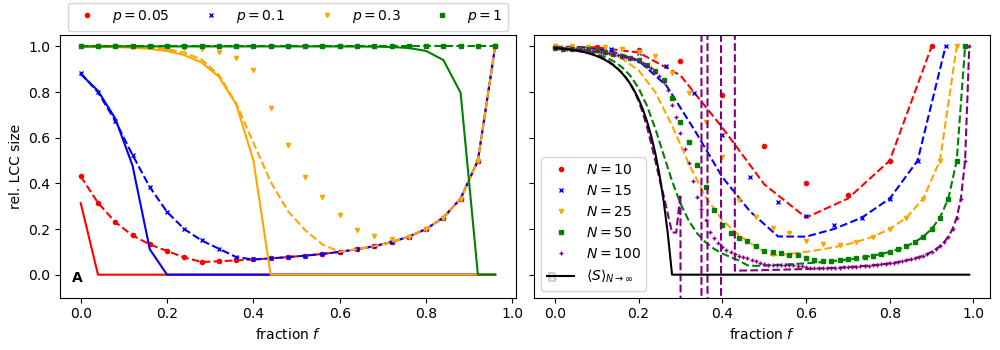 p = 0.05 p = 0.1 p = 0.3 p = 1
1.0
0.8
0.6
0.4
0.2
0.0
rel. LCC size
A
0.0 0.2 0.4 0.6 0.8 1.0
fraction f
N = 10
N = 15
N = 25
N = 50
N = 100
⟨S⟩N→∞
B
0.0 0.2 0.4 0.6 0.8 1.0
fraction f